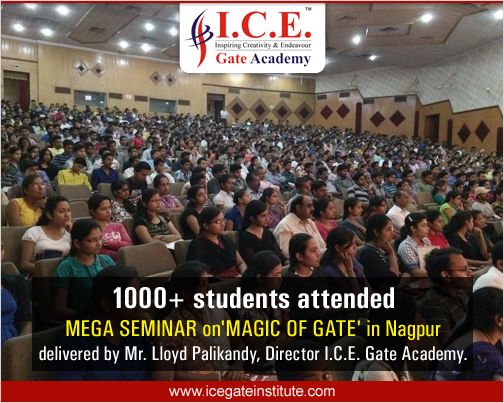 I.C.E.™
Inspiring Creativity & Endeavour
Gate Academy
1000+ students attended
MEGA SEMINAR on'MAGIC OF GATE' in Nagpur
delivered by Mr. Lloyd Palikandy, Director I.C.E. Gate Academy.
www.icegateinstitute.com